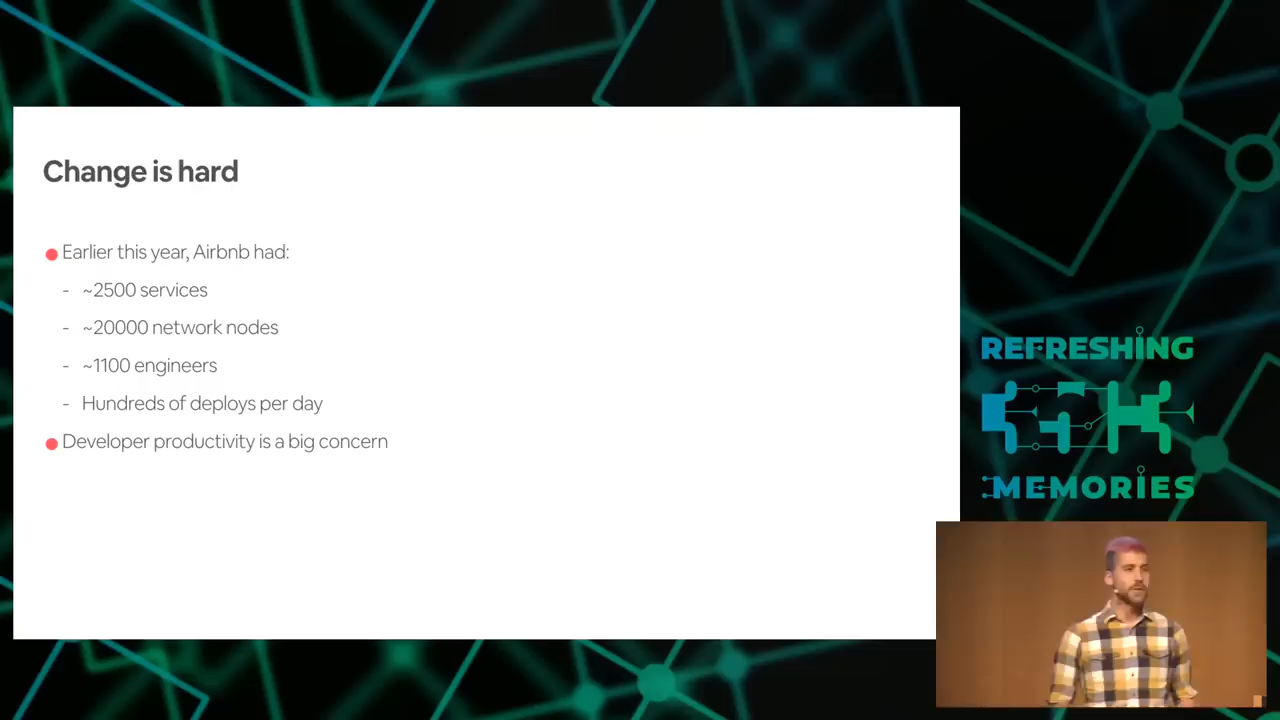 Change is hard
Earlier this year, Airbnb had:
- ~2500 services
- ~20000 network nodes
- ~1100 engineers
- Hundreds of deploys per day
Developer productivity is a big concern
REFRESHING
MEMORIES